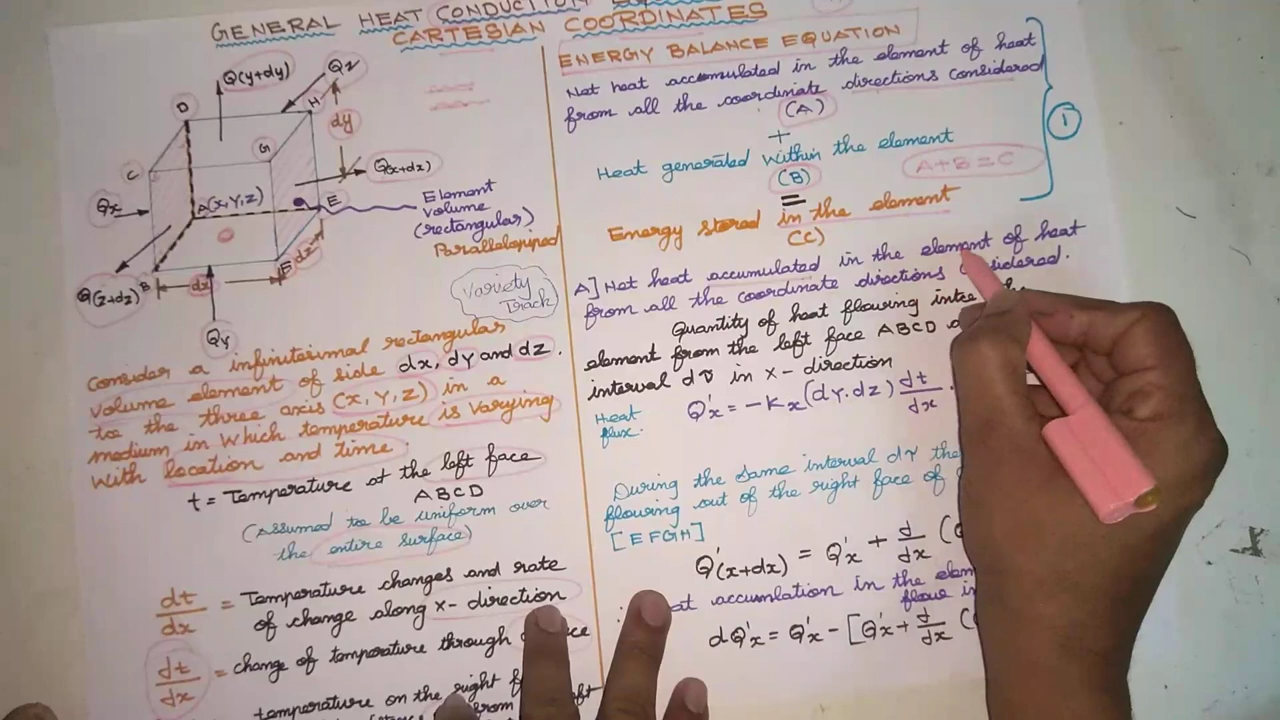 GENERAL HEAT CONDUCTION
CARTESIAN COORDINATES
Q(y+dy)
Qz
D
H
dy
G
C
Q(x+dx)
Qx
A(x,Y,z)
E
Element
volume
(rectangular)
Parallelopiped
Q(z+dz)
B
dx
F
dz
Qy
Variety
Track
Consider a infinitesimal rectangular
volume element of side dx, dy and dz.
to the three axis (x, Y, Z) in a
medium in which temperature is varying
with location and time.
t = Temperature at the left face
ABCD
(Assumed to be uniform over
the entire surface)
dt/dx = Temperature changes and rate
of change along x- direction
dt/dx = change of temperature through
temperature on the right
from
ENERGY BALANCE EQUATION
Net heat accumulated in the element of heat
from all the coordinate directions considered
(A)
+
Heat generated within the element
(B)
A+B=C
=
Energy stored in the element
(C)
1
A] Net heat accumulated in the element of heat
from all the coordinate directions considered.
Quantity of heat flowing into
element from the left face ABCD
interval dτ in x- direction
Heat
flux.
Q'x = -Kx (dy.dz) dt/dx .
During the same interval dτ the
flowing out of the right face of
[EFGH]
Q'(x+dx) = Q'x + d/dx (
accumlation in the
flow in
dQ'x = Q'x - [Q'x + d/dx (